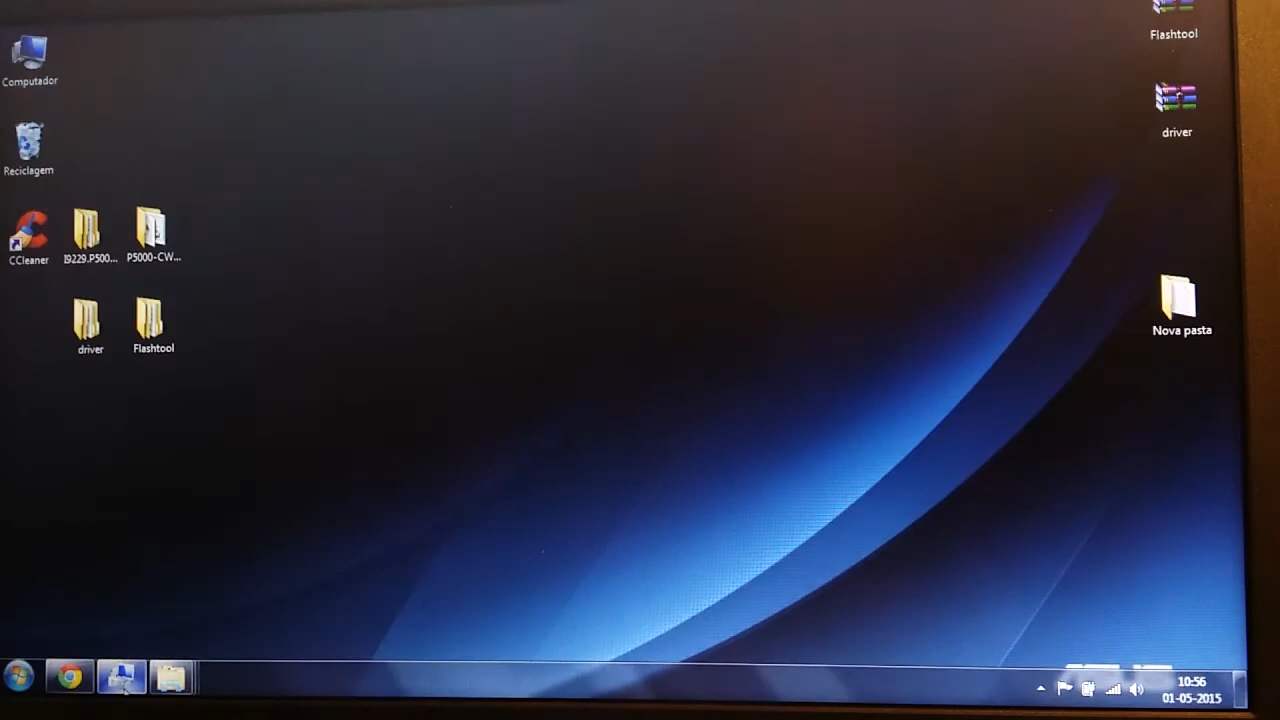 Computador
Reciclagem
CCleaner
I9229.P500...
P5000-CW...
driver
Flashtool
Flashtool
driver
Nova pasta
10:56
01-05-2015